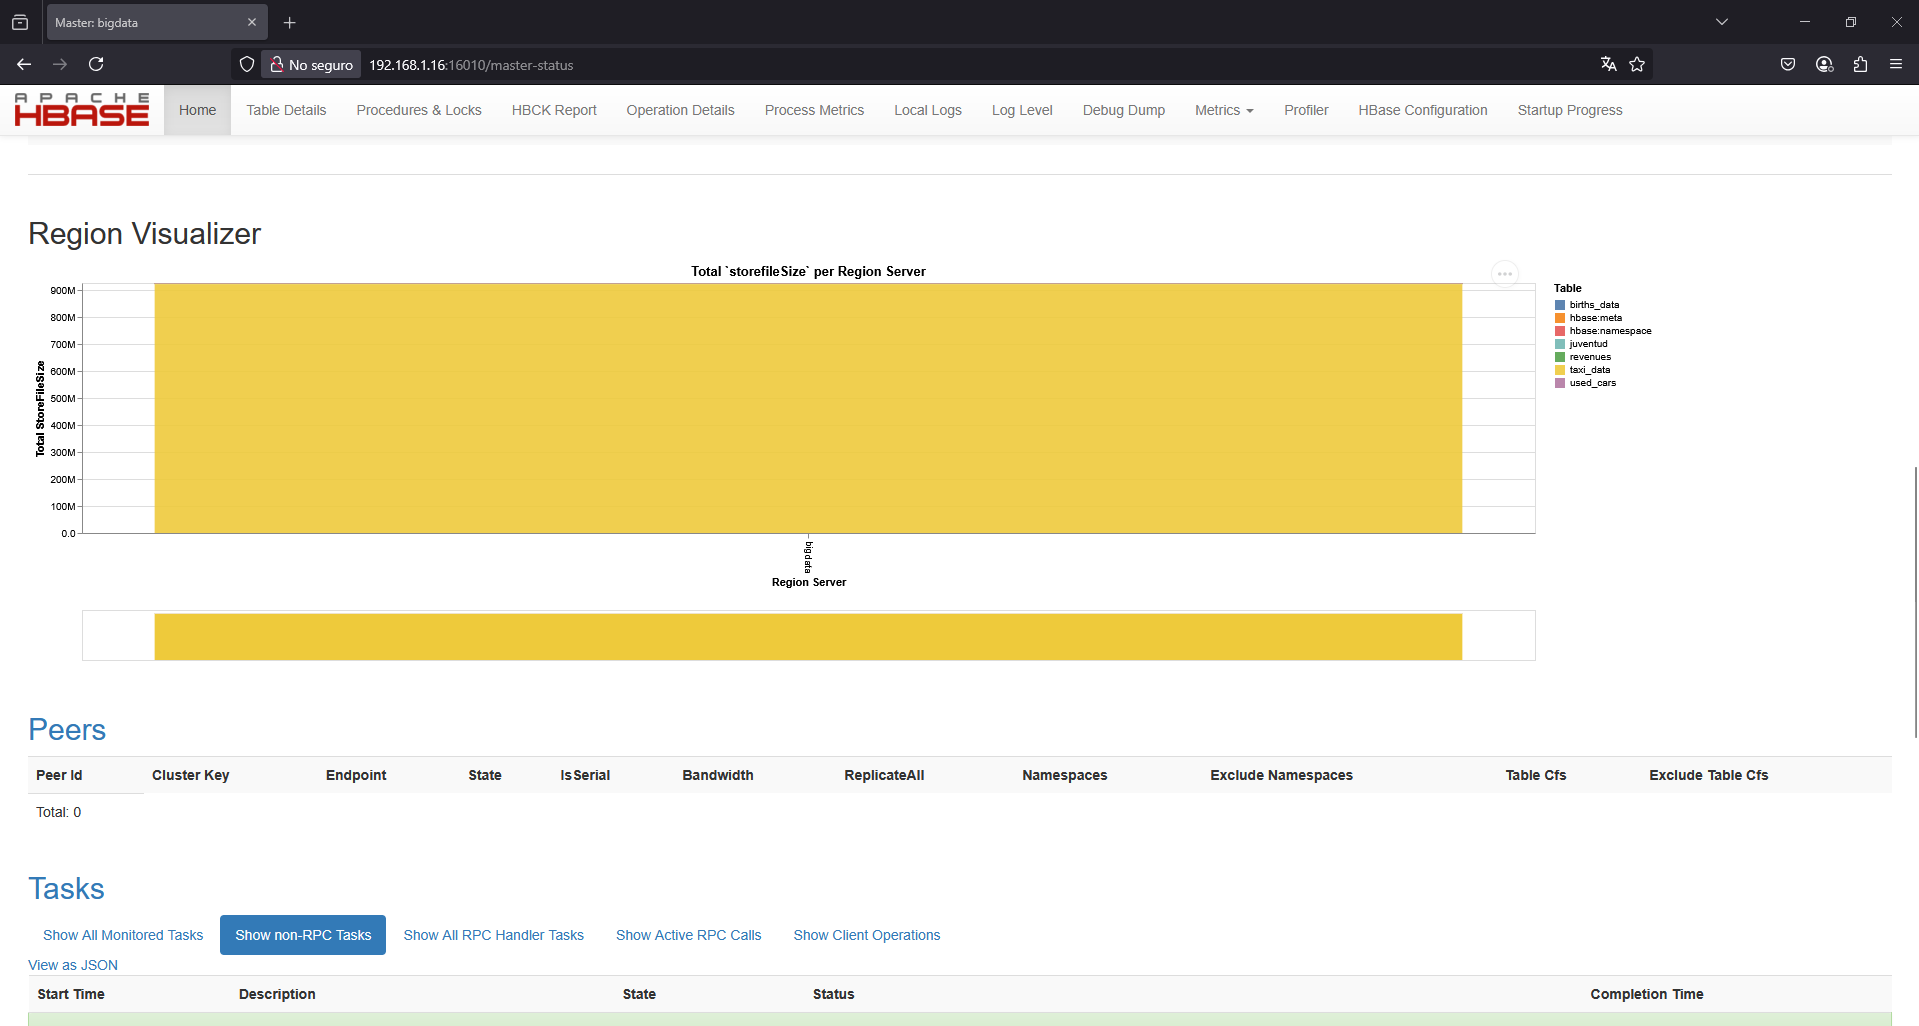 Master: bigdata
No seguro 192.168.1.16:16010/master-status
APACHE HBASE Home Table Details Procedures & Locks HBCK Report Operation Details Process Metrics Local Logs Log Level Debug Dump Metrics Profiler HBase Configuration Startup Progress
Region Visualizer
Total `storefileSize` per Region Server
Total StoreFileSize
900M
800M
700M
600M
500M
400M
300M
200M
100M
0.0
bigdata
Region Server
Table
births_data
hbase:meta
hbase:namespace
juventud
revenues
taxi_data
used_cars
Peers
Peer Id Cluster Key Endpoint State IsSerial Bandwidth ReplicateAll Namespaces Exclude Namespaces Table Cfs Exclude Table Cfs
Total: 0
Tasks
Show All Monitored Tasks Show non-RPC Tasks Show All RPC Handler Tasks Show Active RPC Calls Show Client Operations
View as JSON
Start Time Description State Status Completion Time